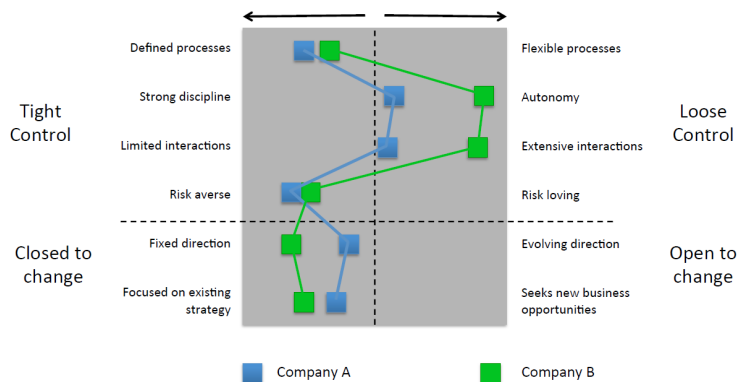 Defined processes
Flexible processes
Strong discipline
Autonomy
Tight
Control
Loose
Control
Limited interactions
Extensive interactions
Risk averse
Risk loving
Closed to
change
Fixed direction
Evolving direction
Open to
change
Focused on existing
strategy
Seeks new business
opportunities
Company A
Company B